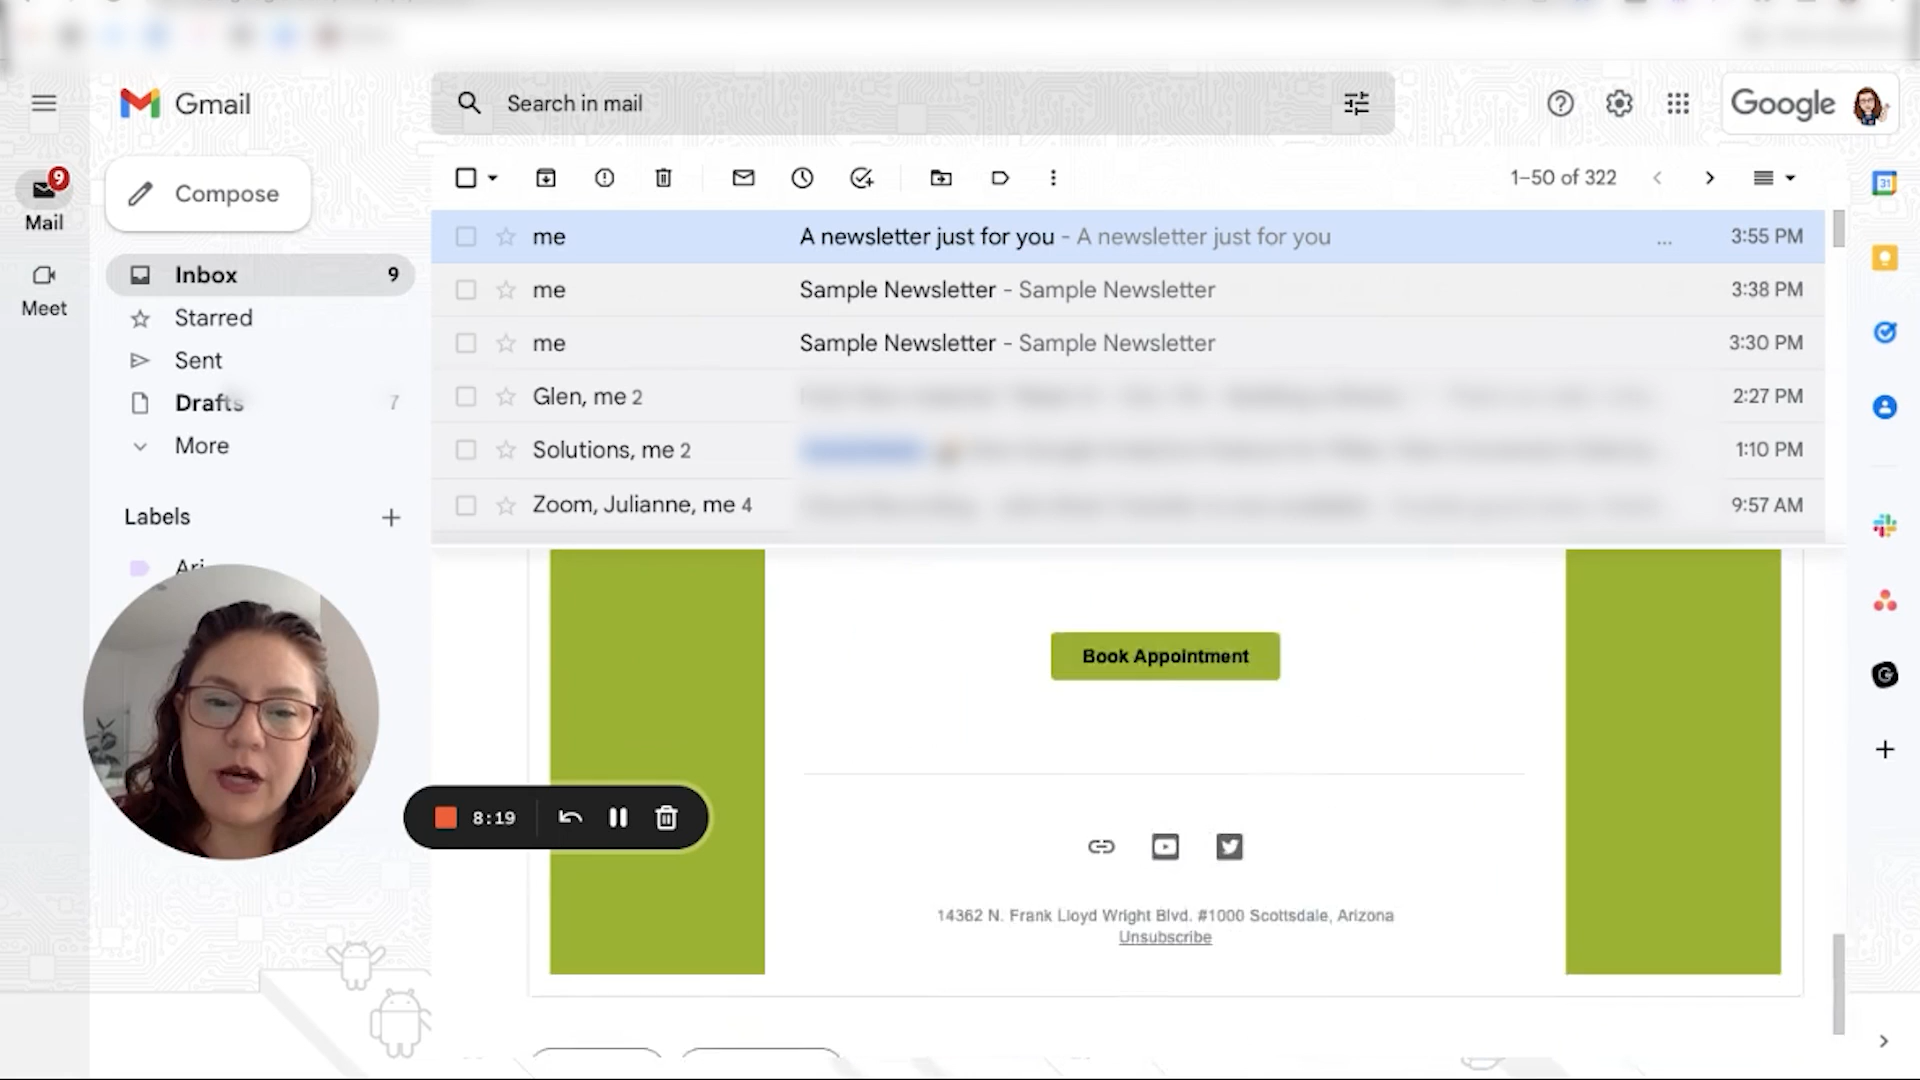 Gmail
Search in mail
Google
9
Mail
Compose
1–50 of 322
31
me
A newsletter just for you - A newsletter just for you
...
3:55 PM
Inbox
9
Meet
me
Sample Newsletter - Sample Newsletter
3:38 PM
Starred
Sent
me
Sample Newsletter - Sample Newsletter
3:30 PM
Drafts
7
Glen, me 2
2:27 PM
More
Solutions, me 2
1:10 PM
Labels
Zoom, Julianne, me 4
9:57 AM
Ari
Book Appointment
8:19
14362 N. Frank Lloyd Wright Blvd. #1000 Scottsdale, Arizona
Unsubscribe